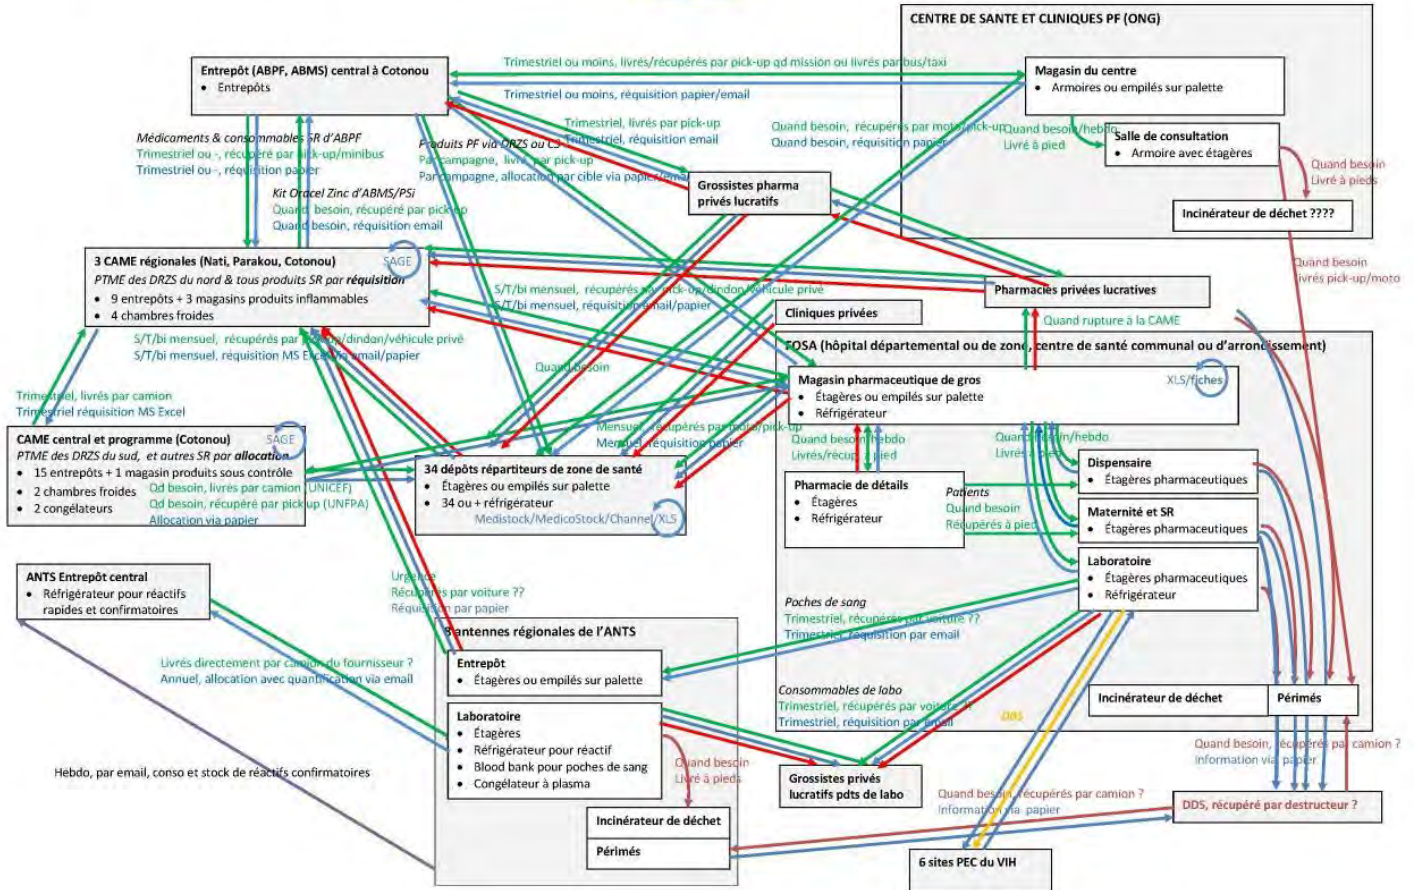 CENTRE DE SANTE ET CLINIQUES PF (ONG)
Entrepôt (ABPF, ABMS) central à Cotonou
• Entrepôts
Trimestriel ou moins, livrés/récupérés par pick-up qd mission ou livrés par bus/taxi
Trimestriel ou moins, réquisition papier/email
Magasin du centre
• Armoires ou empilés sur palette
Médicaments & consommables SR d'ABPF
Trimestriel ou -, récupéré par pick-up/minibus
Trimestriel ou -, réquisition papier
Produits PF via DRZS ou CS
Par campagne, livré par pick-up
Par campagne, allocation par cible via papier/email
Trimestriel, livrés par pick-up
Trimestriel, réquisition email
Quand besoin, récupérés par moto/pick-up
Quand besoin, réquisition papier
Quand besoin/hebdo
Livré à pied
Salle de consultation
• Armoire avec étagères
Quand besoin
Livré à pieds
Kit Oracel Zinc d'ABMS/PSi
Quand besoin, récupéré par pick-up
Quand besoin, réquisition email
Grossistes pharma
privés lucratifs
Incinérateur de déchet ????
Quand besoin
Livrés pick-up/moto
3 CAME régionales (Nati, Parakou, Cotonou)
SAGE
PTME des DRZS du nord & tous produits SR par réquisition
• 9 entrepôts + 3 magasins produits inflammables
• 4 chambres froides
S/T/bi mensuel, récupérés par pick-up/dindon/véhicule privé
S/T/bi mensuel, réquisition email/papier
Pharmacies privées lucratives
Cliniques privées
Quand rupture à la CAME
S/T/bi mensuel, récupérés par pick-up/dindon/véhicule privé
S/T/bi mensuel, réquisition MS Excel via email/papier
FOSA (hôpital départemental ou de zone, centre de santé communal ou d'arrondissement)
Quand besoin
Magasin pharmaceutique de gros
XLS/fiches
• Étagères ou empilés sur palette
• Réfrigérateur
Trimestriel, livrés par camion
Trimestriel réquisition MS Excel
CAME central et programme (Cotonou)
SAGE
PTME des DRZS du sud, et autres SR par allocation
• 15 entrepôts + 1 magasin produits sous contrôle
• 2 chambres froides
• 2 congélateurs
Qd besoin, livrés par camion (UNICEF)
Qd besoin, récupéré par pick-up (UNFPA)
Allocation via papier
Mensuel, récupérés par moto/pick-up
Mensuel, réquisition papier
34 dépôts répartiteurs de zone de santé
• Étagères ou empilés sur palette
• 34 ou + réfrigérateur
Medistock/MedicoStock/Channel/XLS
Quand besoin/hebdo
Livrés/récup à pied
Quand besoin/hebdo
Livrés à pied
Pharmacie de détails
• Étagères
• Réfrigérateur
Patients
Quand besoin
Récupérés à pied
Dispensaire
• Étagères pharmaceutiques
Maternité et SR
• Étagères pharmaceutiques
Laboratoire
• Étagères pharmaceutiques
• Réfrigérateur
ANTS Entrepôt central
• Réfrigérateur pour réactifs
rapides et confirmatoires
Urgence
Récupérés par voiture ??
Réquisition par papier
Poches de sang
Trimestriel, récupérés par voiture ??
Trimestriel, réquisition par email
3 antennes régionales de l'ANTS
Entrepôt
• Étagères ou empilés sur palette
Livrés directement par camion du fournisseur ?
Annuel, allocation avec quantification via email
Consommables de labo
Trimestriel, récupérés par voiture ??
Trimestriel, réquisition par email
DBS
Incinérateur de déchet
Périmés
Laboratoire
• Étagères
• Réfrigérateur pour réactif
• Blood bank pour poches de sang
• Congélateur à plasma
Quand besoin
Livré à pieds
Quand besoin, récupérés par camion ?
Information via papier
Hebdo, par email, conso et stock de réactifs confirmatoires
Grossistes privés
lucratifs pdts de labo
Quand besoin, récupérés par camion ?
Information via papier
DDS, récupéré par destructeur ?
Incinérateur de déchet
Périmés
6 sites PEC du VIH